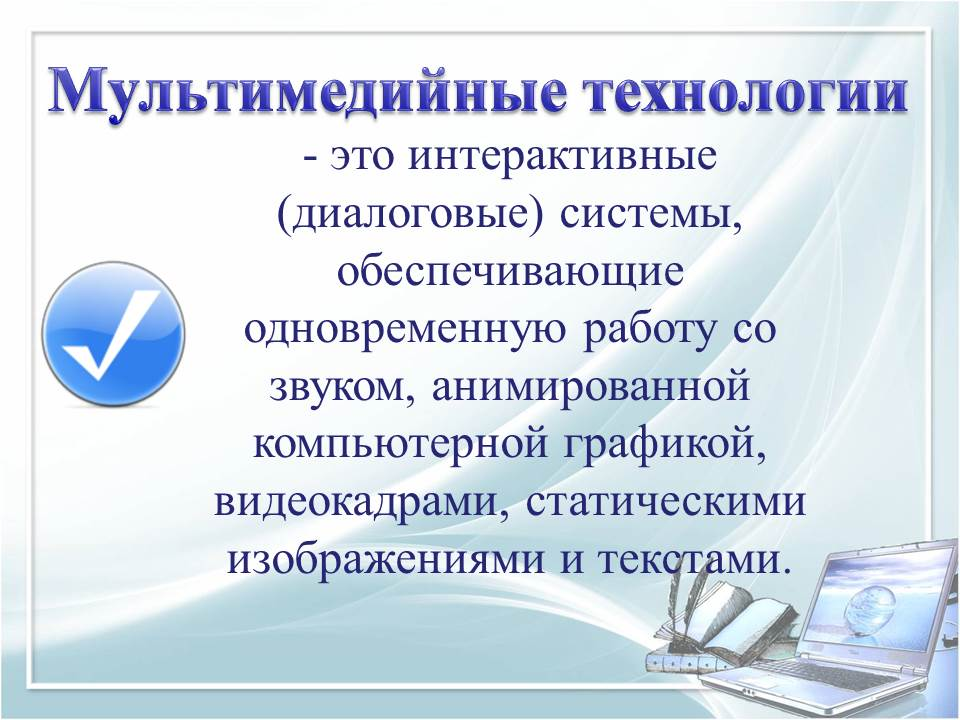 Мультимедийные технологии
- это интерактивные
(диалоговые) системы,
обеспечивающие
одновременную работу со
звуком, анимированной
компьютерной графикой,
видеокадрами, статическими
изображениями и текстами.